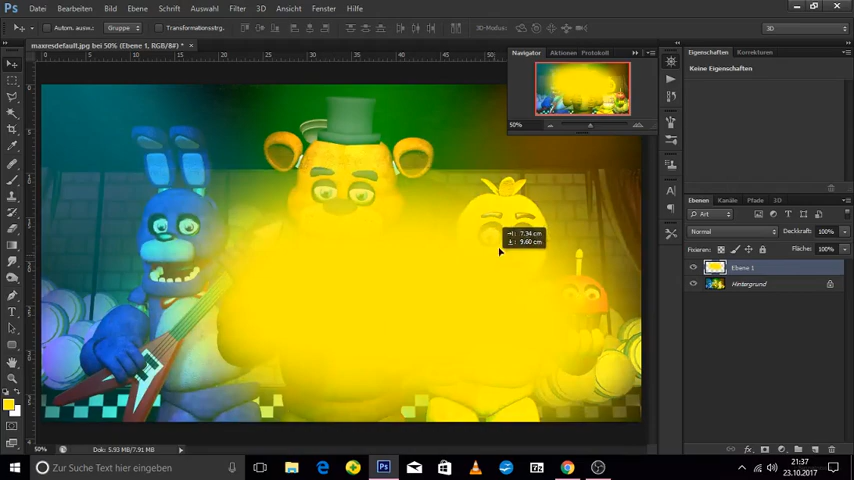 Ps Datei Bearbeiten Bild Ebene Schrift Auswahl Filter 3D Ansicht Fenster Hilfe
Autom. ausw.: Gruppe Transformationsstrg. 3D-Modus: 3D
maxresdefault.jpg bei 50% (Ebene 1, RGB/8#) * ×
Navigator Aktionen Protokoll
Eigenschaften Korrekturen
Keine Eigenschaften
50%
Ebenen Kanäle Pfade 3D
Art
Normal Deckkraft: 100%
Fixieren: Fläche: 100%
7.34 cm
9.60 cm
Ebene 1
Hintergrund
50% Dok: 5.93 MB/7.91 MB
Zur Suche Text hier eingeben
21:37
23.10.2017